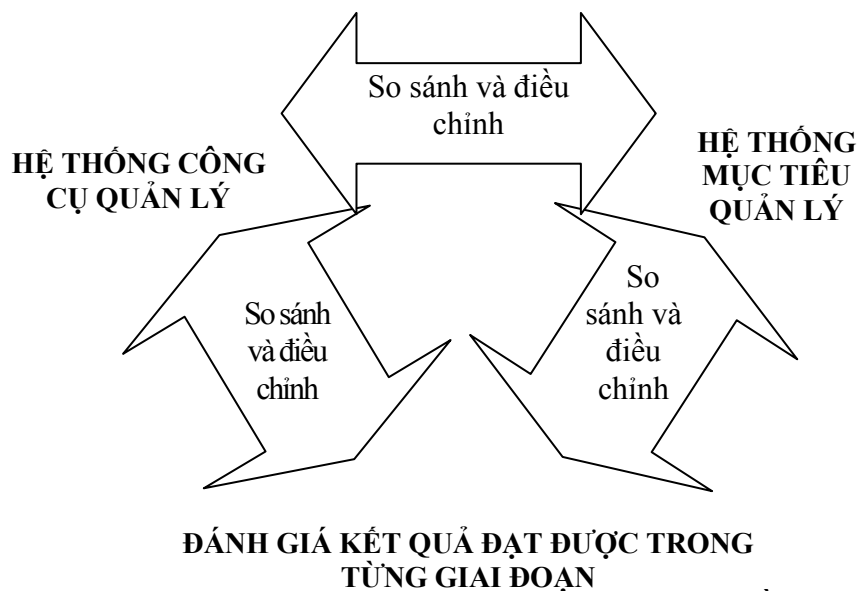 So sánh và điều
chỉnh
HỆ THỐNG CÔNG
CỤ QUẢN LÝ
HỆ THỐNG
MỤC TIÊU
QUẢN LÝ
So sánh
và điều
chỉnh
So
sánh và
điều
chỉnh
ĐÁNH GIÁ KẾT QUẢ ĐẠT ĐƯỢC TRONG
TỪNG GIAI ĐOẠN